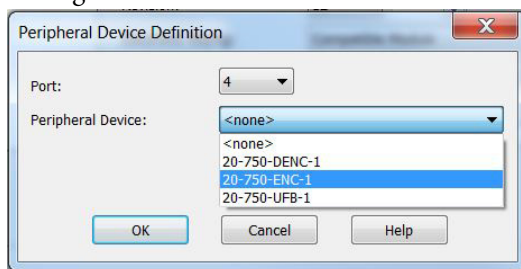 Peripheral Device Definition
Port:
4
Peripheral Device:
<none>
<none>
20-750-DENC-1
20-750-ENC-1
20-750-UFB-1
OK
Cancel
Help